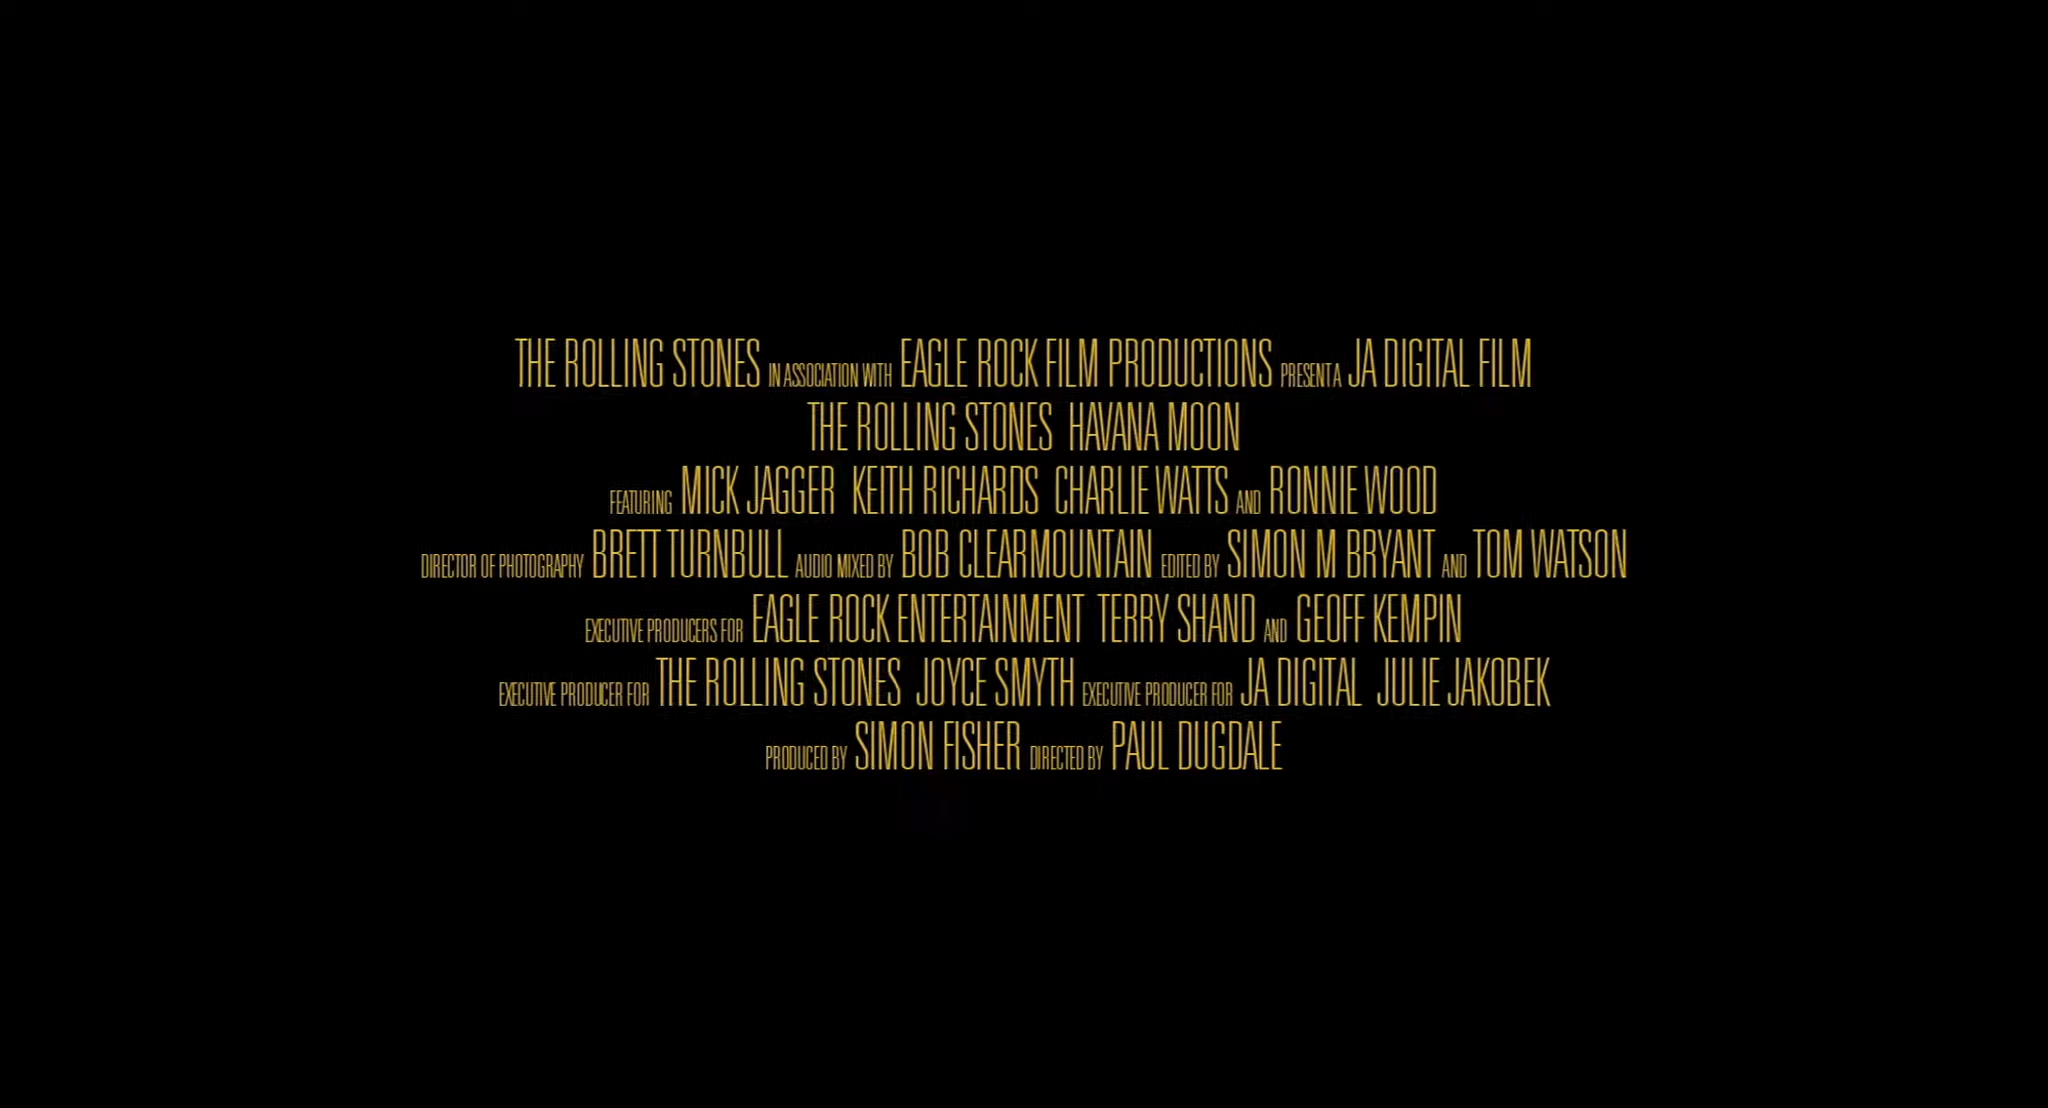 THE ROLLING STONES IN ASSOCIATION WITH EAGLE ROCK FILM PRODUCTIONS PRESENT A JA DIGITAL FILM
THE ROLLING STONES HAVANA MOON
FEATURING MICK JAGGER KEITH RICHARDS CHARLIE WATTS AND RONNIE WOOD
DIRECTOR OF PHOTOGRAPHY BRETT TURNBULL AUDIO MIXED BY BOB CLEARMOUNTAIN EDITED BY SIMON M BRYANT AND TOM WATSON
EXECUTIVE PRODUCERS FOR EAGLE ROCK ENTERTAINMENT TERRY SHAND AND GEOFF KEMPIN
EXECUTIVE PRODUCER FOR THE ROLLING STONES JOYCE SMYTH EXECUTIVE PRODUCER FOR JA DIGITAL JULIE JAKOBEK
PRODUCED BY SIMON FISHER DIRECTED BY PAUL DUGDALE